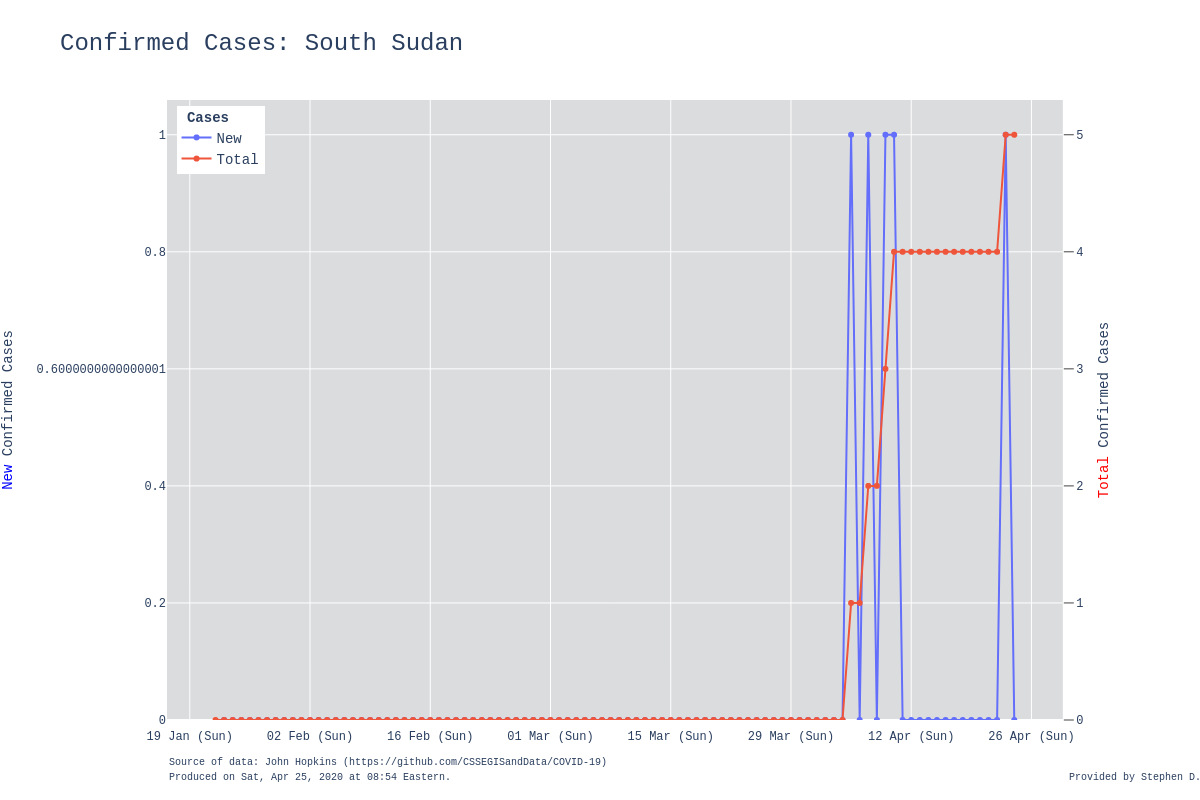 Confirmed Cases: South Sudan
Cases
New
Total
1
0.8
0.6000000000000001
0.4
0.2
0
New Confirmed Cases
5
4
3
2
1
0
Total Confirmed Cases
19 Jan (Sun) 02 Feb (Sun) 16 Feb (Sun) 01 Mar (Sun) 15 Mar (Sun) 29 Mar (Sun) 12 Apr (Sun) 26 Apr (Sun)
Source of data: John Hopkins (https://github.com/CSSEGISandData/COVID-19)
Produced on Sat, Apr 25, 2020 at 08:54 Eastern.
Provided by Stephen D.